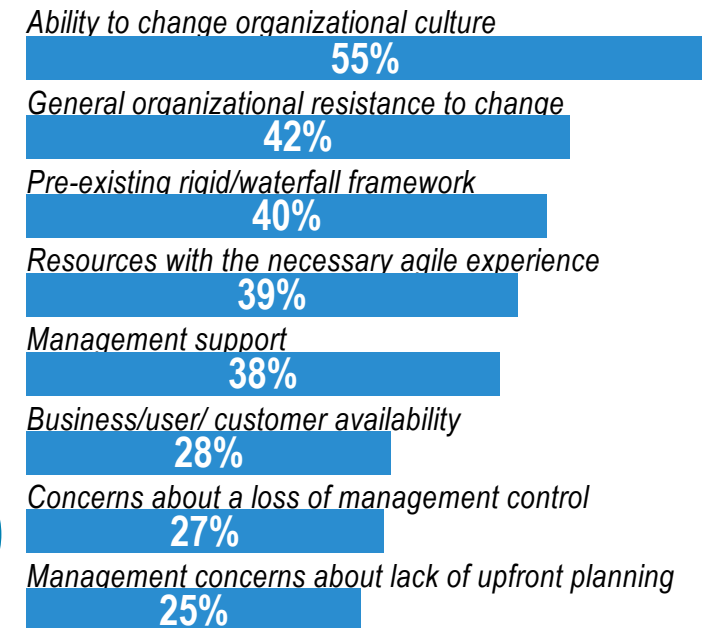 Ability to change organizational culture
55%
General organizational resistance to change
42%
Pre-existing rigid/waterfall framework
40%
Resources with the necessary agile experience
39%
Management support
38%
Business/user/ customer availability
28%
Concerns about a loss of management control
27%
Management concerns about lack of upfront planning
25%